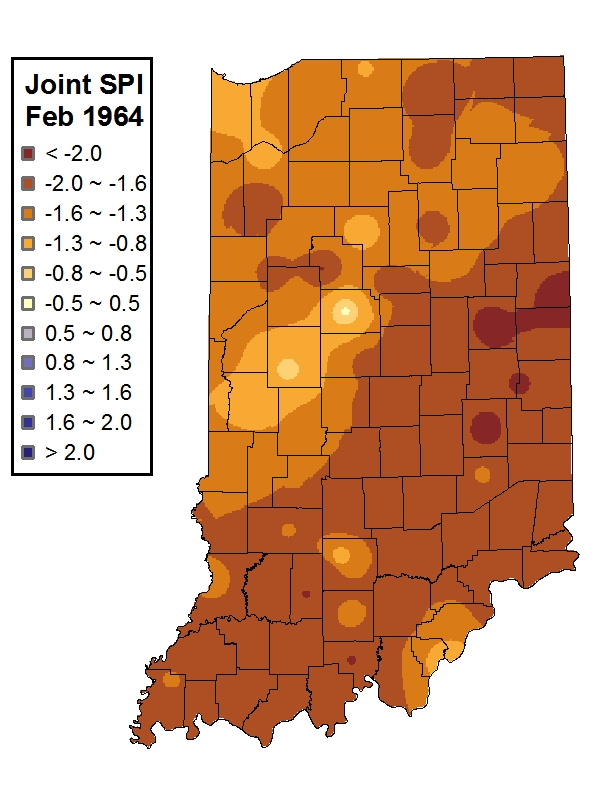 Joint SPI
Feb 1964
< -2.0
-2.0 ~ -1.6
-1.6 ~ -1.3
-1.3 ~ -0.8
-0.8 ~ -0.5
-0.5 ~ 0.5
0.5 ~ 0.8
0.8 ~ 1.3
1.3 ~ 1.6
1.6 ~ 2.0
> 2.0